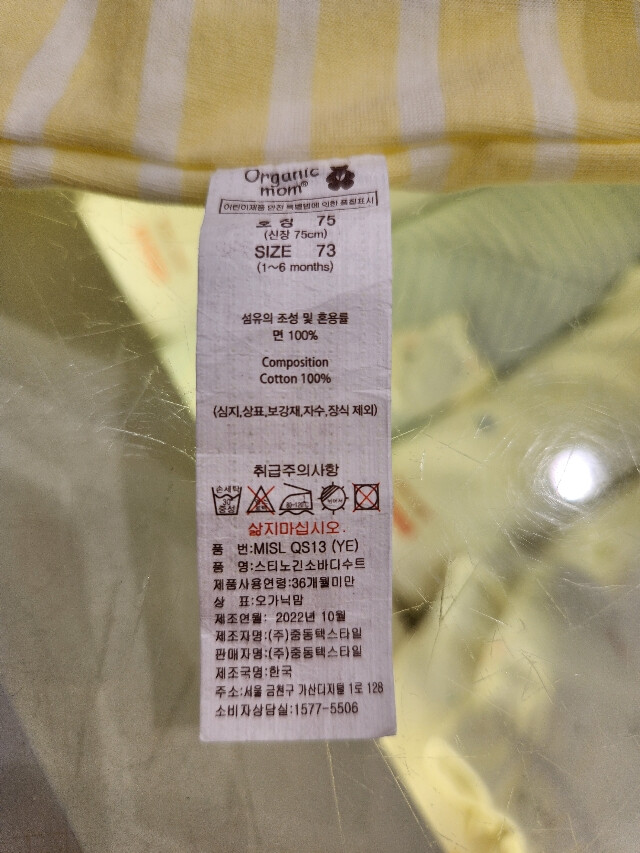 Organic
mom®
어린이제품 안전 특별법에 의한 품질표시
호 칭 75
(신장 75cm)
SIZE 73
(1~6 months)
섬유의 조성 및 혼용률
면 100%
Composition
Cotton 100%
(심지,상표,보강재,자수,장식 제외)
취급주의사항
손세탁
30
중성
삶지마십시오.
품 번:MISL QS13 (YE)
품 명:스티노긴소바디수트
제품사용연령:36개월미만
상 표:오가닉맘
제조연월: 2022년 10월
제조자명:(주)중동텍스타일
판매자명:(주)중동텍스타일
제조국명:한국
주소:서울 금천구 가산디지털 1로 128
소비자상담실:1577-5506